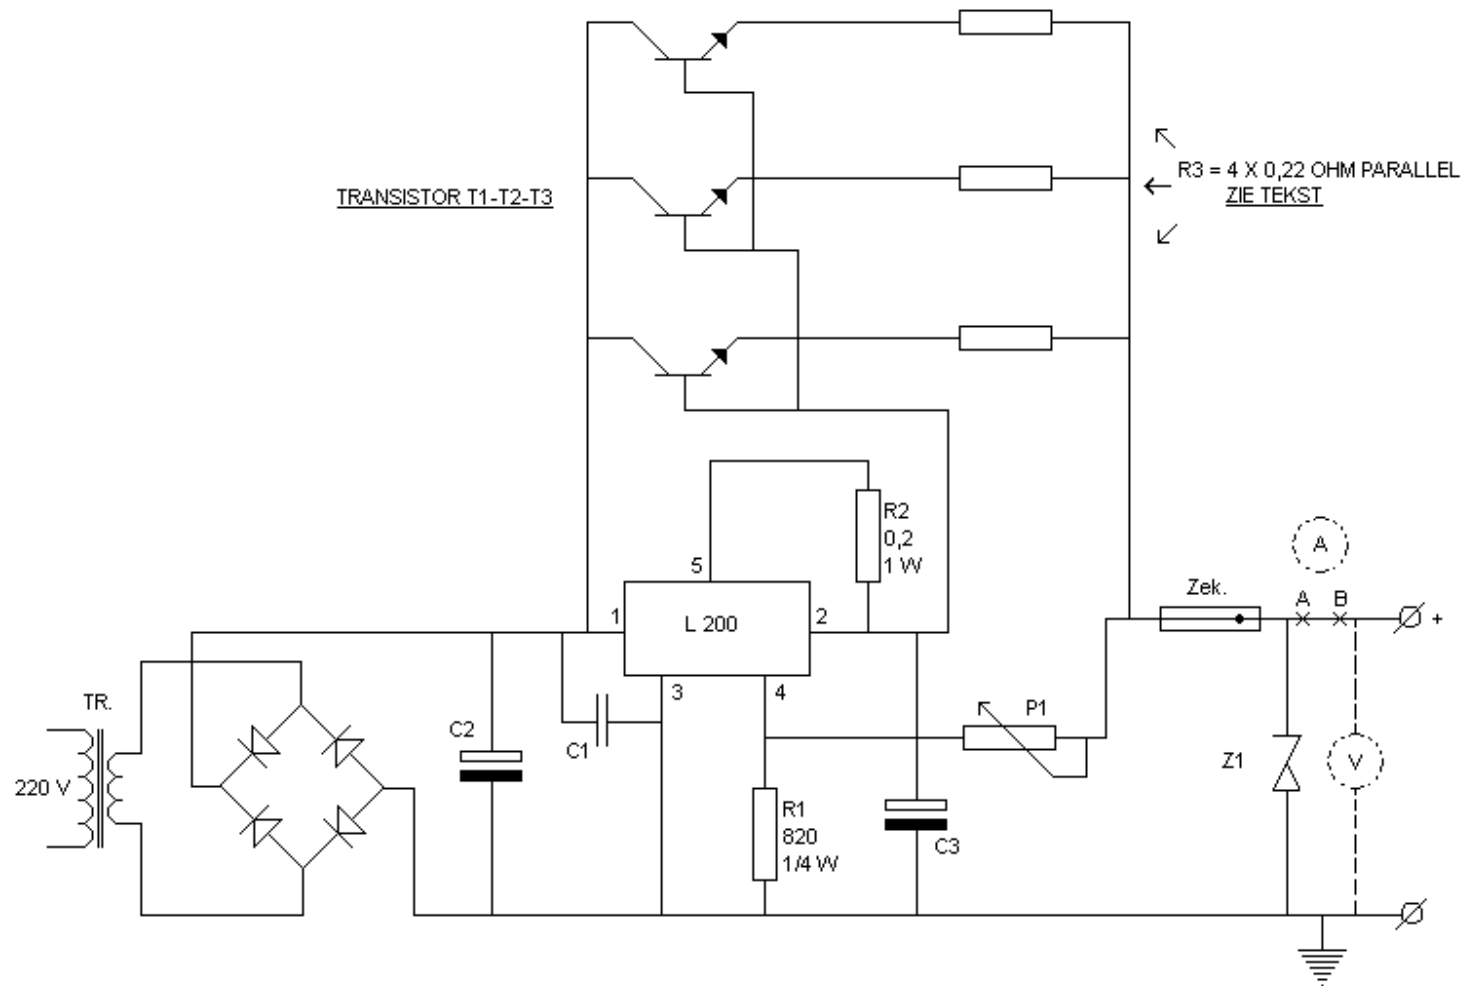 R3 = 4 X 0,22 OHM PARALLEL
ZIE TEKST
TRANSISTOR T1-T2-T3
R2
0,2
1 W
A
5
Zek.
A B
1
L 200
2
+
3
4
TR.
C2
C1
P1
220 V
Z1
V
R1
820
1/4 W
C3